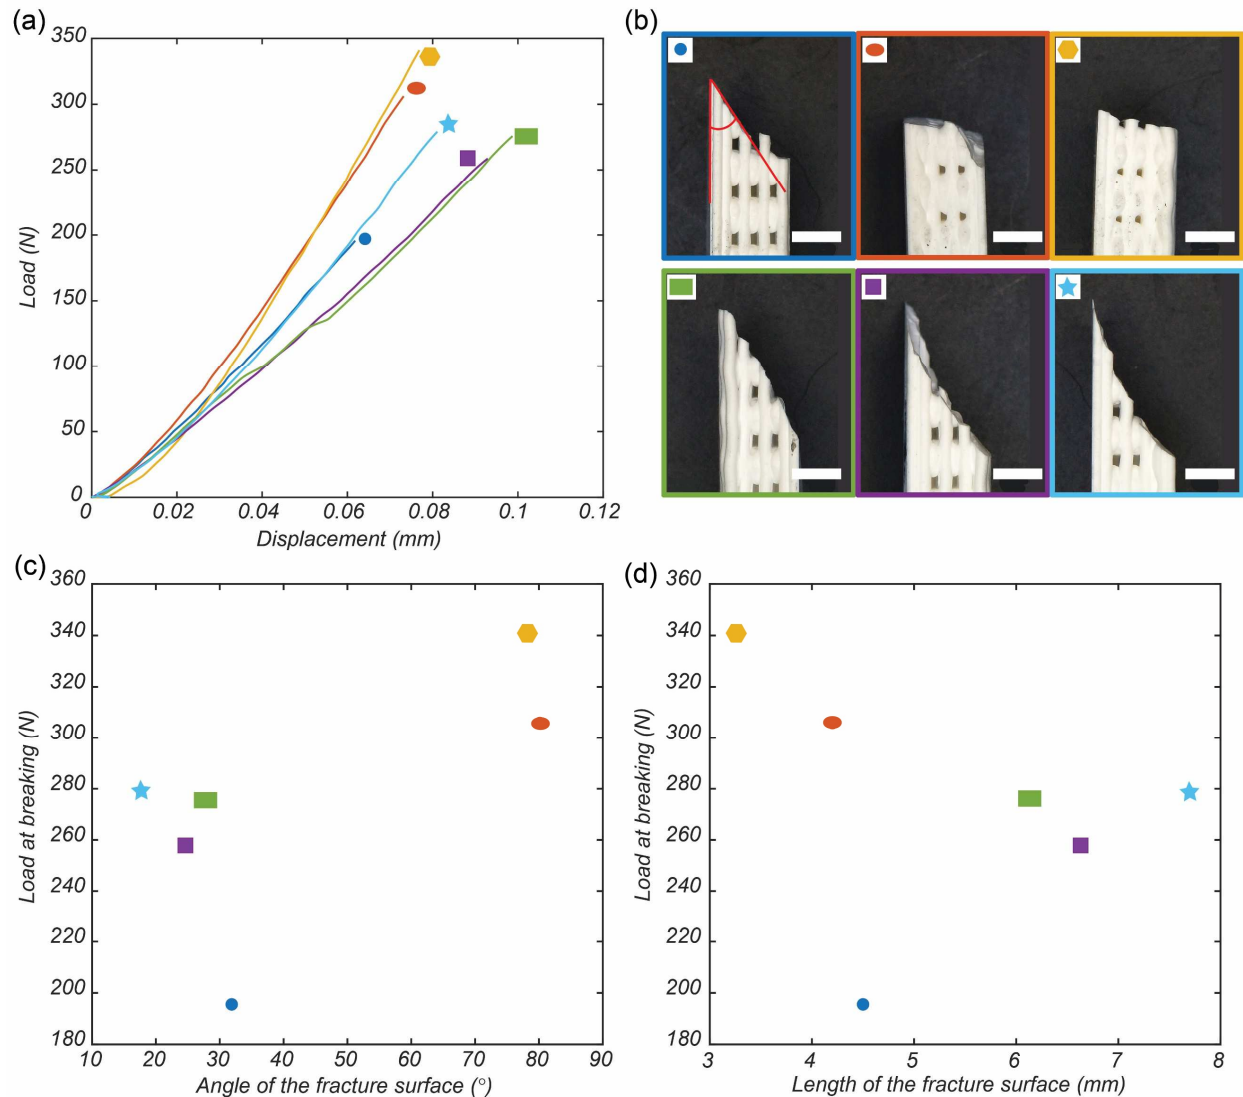 (a)
350
300
250
200
150
100
50
0
Load (N)
0 0.02 0.04 0.06 0.08 0.1 0.12
Displacement (mm)
(b)
(c)
360
340
320
300
280
260
240
220
200
180
Load at breaking (N)
10 20 30 40 50 60 70 80 90
Angle of the fracture surface (°)
(d)
360
340
320
300
280
260
240
220
200
180
Load at breaking (N)
3 4 5 6 7 8
Length of the fracture surface (mm)